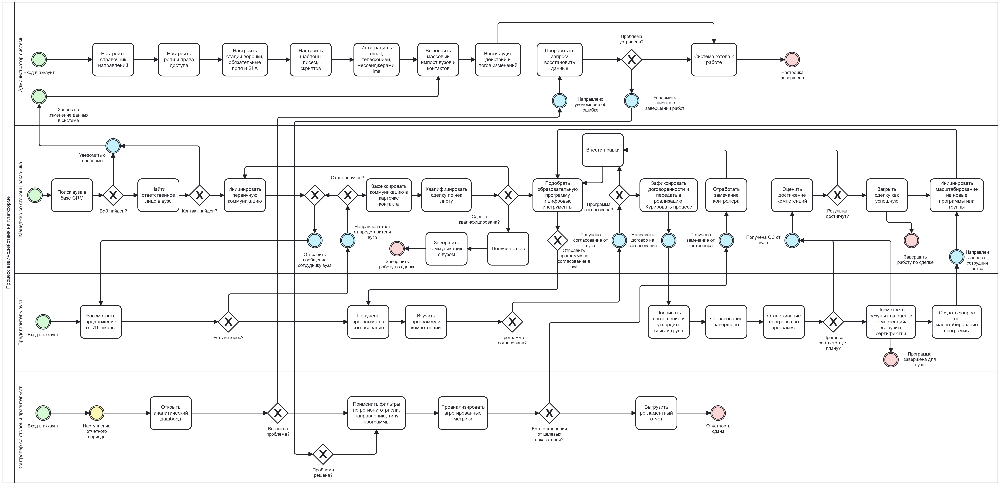 Процесс взаимодействия на платформе
Администратор системы
Вход в аккаунт
Настроить
справочник
направлений
Настроить
роли и права
доступа
Настроить
стадии воронки,
обязательные
поля и SLA
Настроить
шаблоны
писем,
скриптов
Интеграция с
email,
телефонией,
мессенджерами,
lms
Выполнить
массовый
импорт вузов и
контактов
Вести аудит
действий и
логов изменений
Проработать
запрос/
восстановить
данные
Проблема
устранена?
Система готова к
работе
Настройка
завершена
Запрос на
изменение данных
в системе
Направлено
уведомлене об
ошибке
Уведомить
клиента о
завершении работ
Менеджер со стороны заказчика
Уведомить о
проблеме
Поиск вуза в
базе CRM
ВУЗ найден?
Найти
ответственное
лицо в вузе
Контакт найден?
Инициировать
первичную
коммуникацию
Отправить
сообщение
сотруднику вуза
Ответ получен?
Направлен ответ
от представителя
вуза
Зафиксировать
коммуникацию в
карточке
контакта
Квалифицировать
сделку по чек
листу
Сделка
квалифицирована?
Получен отказ
Завершить
коммуникацию
с вузом
Завершить
работу по сделке
Подобрать
образовательную
программу
и цифровые
инструменты
Отправить
программу на
согласование в
вуз
Внести правки
Программа
согласована?
Получено
согласование от
вуза
Зафиксировать
договоренности и
передать в
реализацию.
Курировать процесс
Направить
договор на
согласование
Отработать
замечание
контролера
Получено
замечание от
контролера
Оценить
достижение
компетенций
Получена ОС от
вуза
Результат
достигнут?
Закрыть
сделку как
успешную
Завершить
работу по сделке
Инициировать
масштабирование
на новые
программы или
группы
Направлен
запрос о
сотруднич
естве
Представитель вуза
Вход в аккаунт
Рассмотреть
предложение
от ИТ школы
Есть интерес?
Получена
программа на
согласование
Изучить
программу и
компетенции
Программа
согласована?
Подписать
соглашение и
утвердить
списки групп
Согласование
завершено
Отслеживание
прогресса по
программе
Прогресс
соответствует
плану?
Посмотреть
результаты оценки
компетенций/
выгрузить
сертификаты
Программа
завершена для
вуза
Создать запрос
на
масштабирование
программы
Контролёр со стороны правительств
Вход в аккаунт
Наступление
отчетного
периода
Открыть
аналитический
дашборд
Возникла
проблема?
Проблема
решена?
Применить фильтры
по региону, отрасли,
направлению, типу
программы
Проанализировать
агрегированные
метрики
Есть отклонения
от целевых
показателей?
Выгрузить
регламентный
отчет
Отчетность
сдана